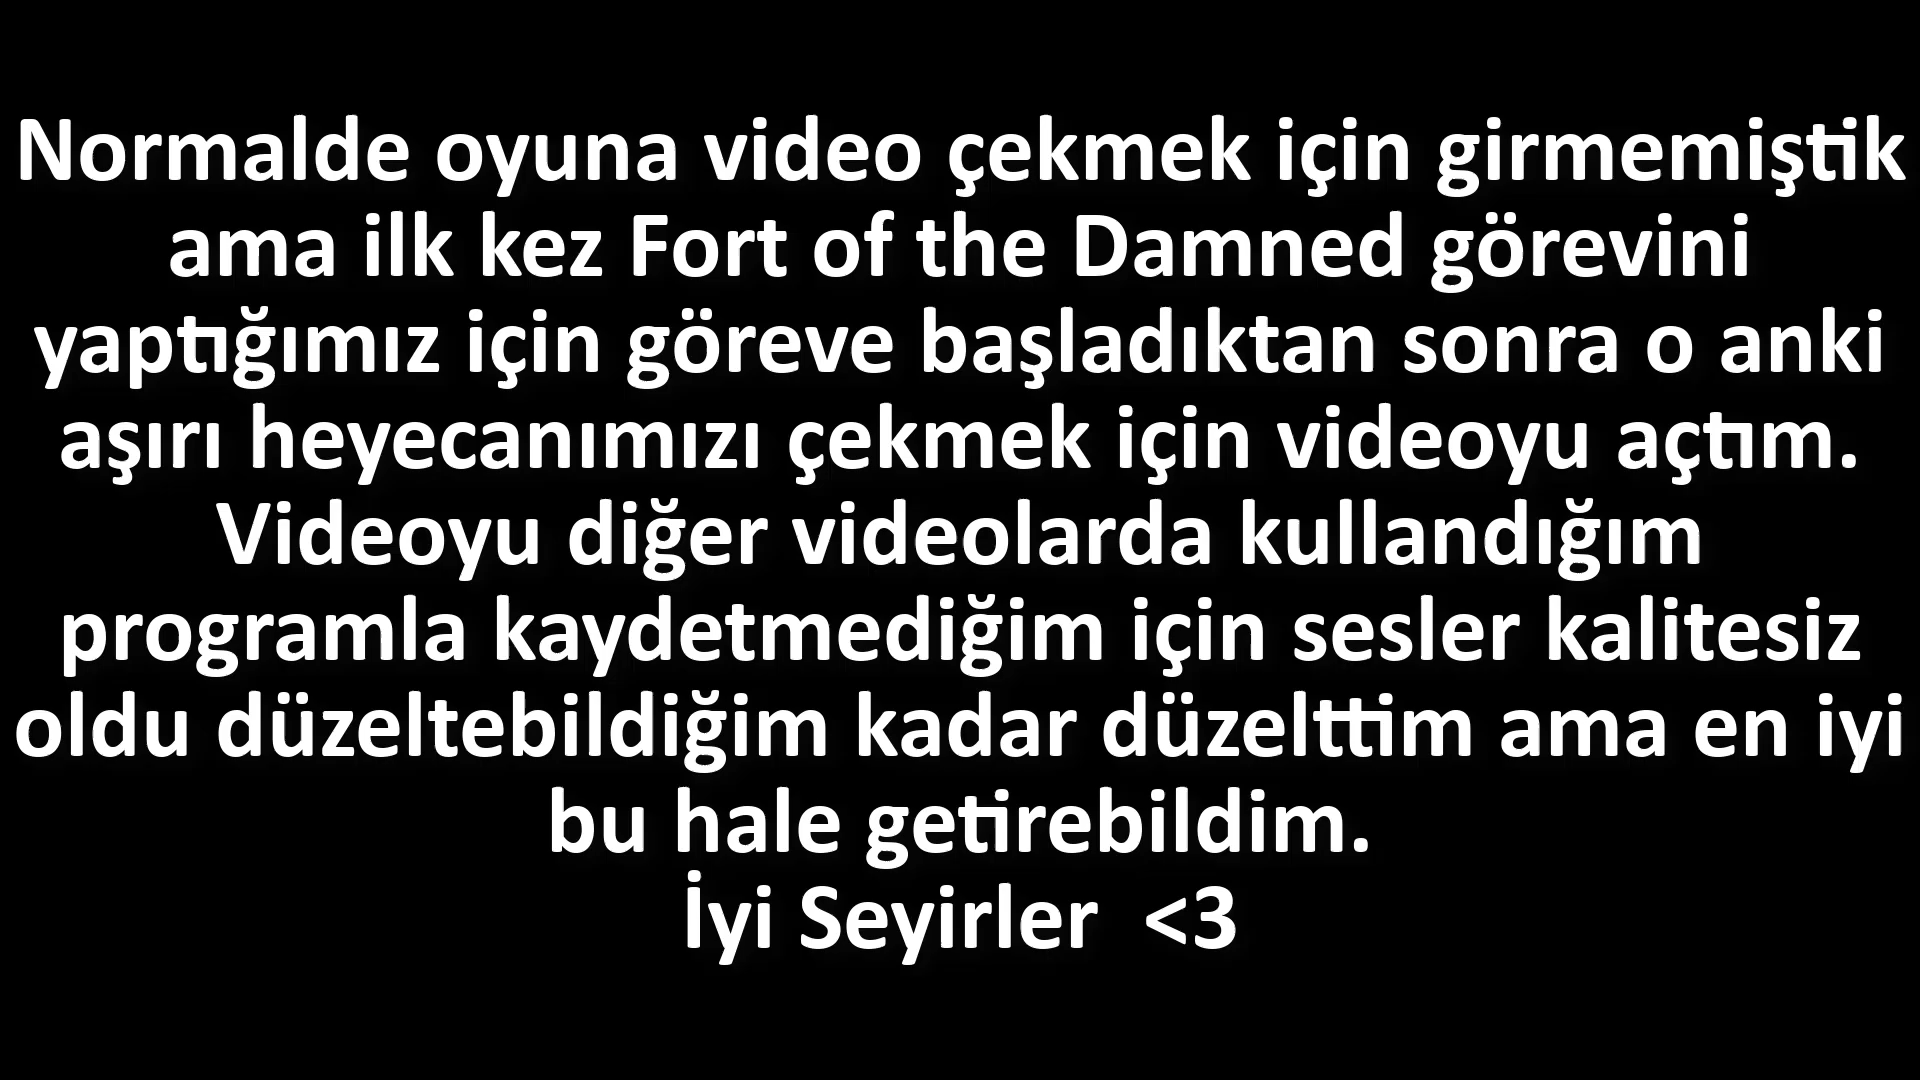 Normalde oyuna video çekmek için girmemiştik
ama ilk kez Fort of the Damned görevini
yaptığımız için göreve başladıktan sonra o anki
aşırı heyecanımızı çekmek için videoyu açtım.
Videoyu diğer videolarda kullandığım
programla kaydetmediğim için sesler kalitesiz
oldu düzeltebildiğim kadar düzelttim ama en iyi
bu hale getirebildim.
İyi Seyirler  <3